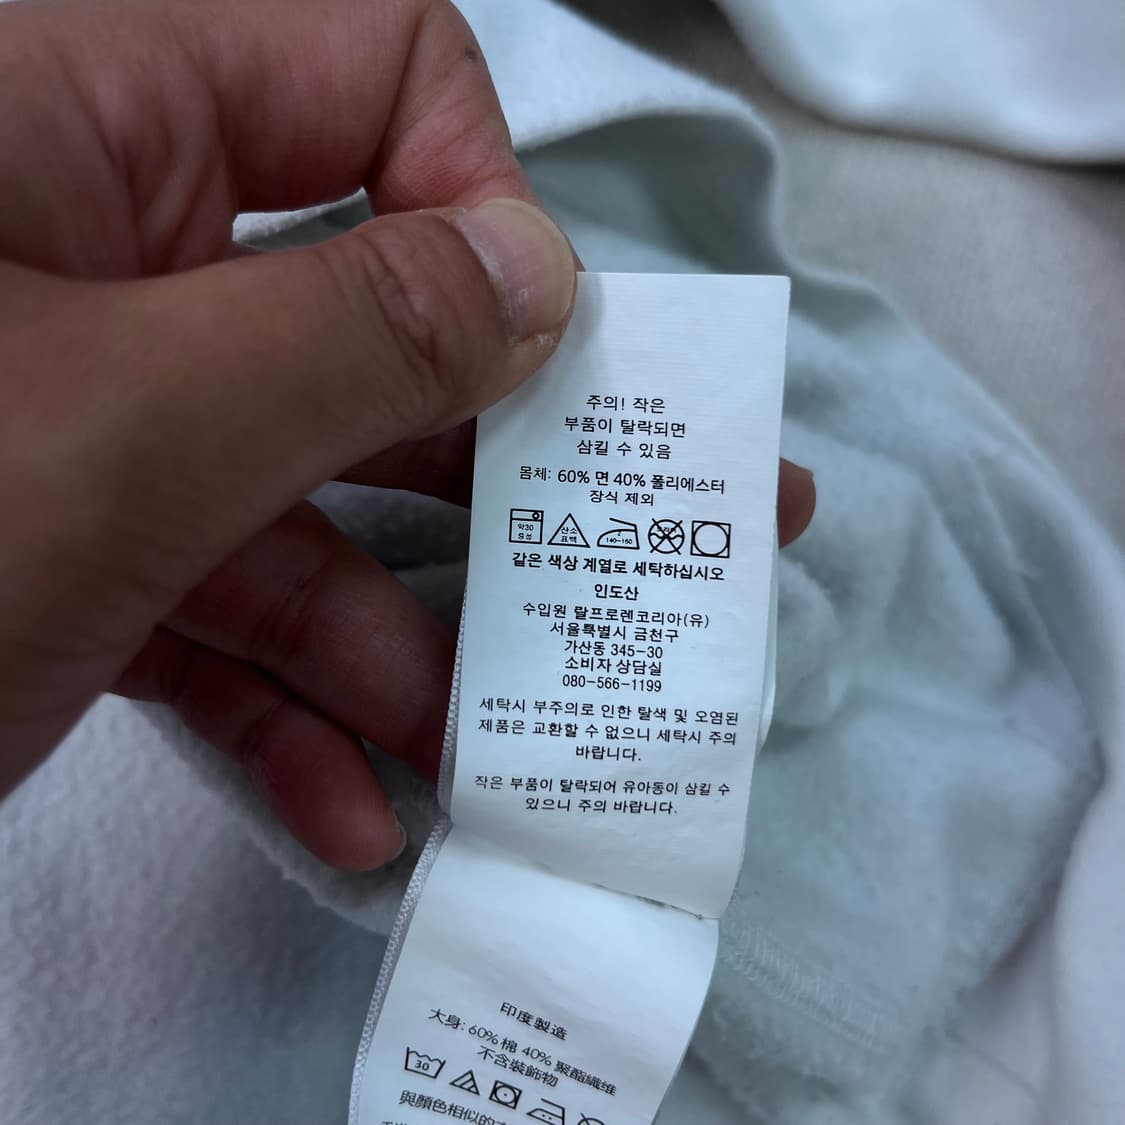 주의! 작은
부품이 탈락되면
삼킬 수 있음
몸체: 60% 면 40% 폴리에스터
장식 제외
약30
중성
산소
표백
140~160
같은 색상 계열로 세탁하십시오
인도산
수입원 랄프로렌코리아(유)
서울특별시 금천구
가산동 345-30
소비자 상담실
080-566-1199
세탁시 부주의로 인한 탈색 및 오염된
제품은 교환할 수 없으니 세탁시 주의
바랍니다.
작은 부품이 탈락되어 유아동이 삼킬 수
있으니 주의 바랍니다.
印度製造
大身: 60% 棉 40% 聚酯纖維
不含裝飾物
30
與顏色相似的